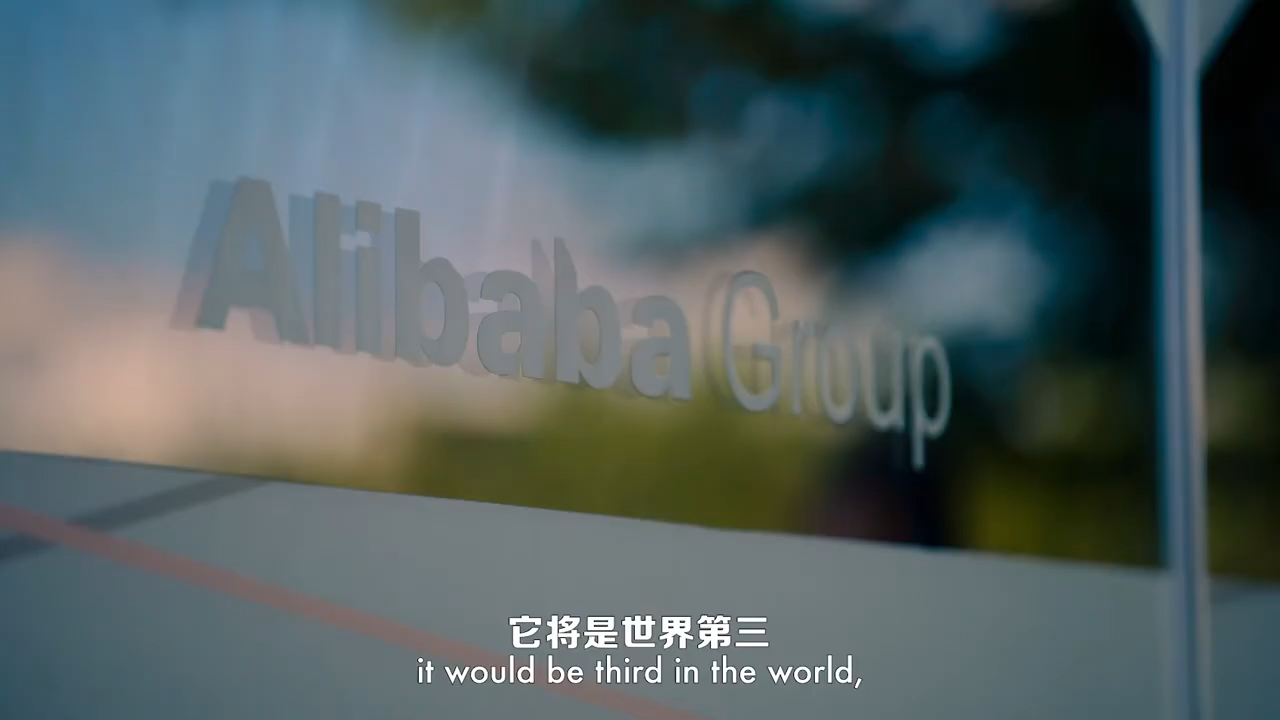 Alibaba Group
它将是世界第三
it would be third in the world,